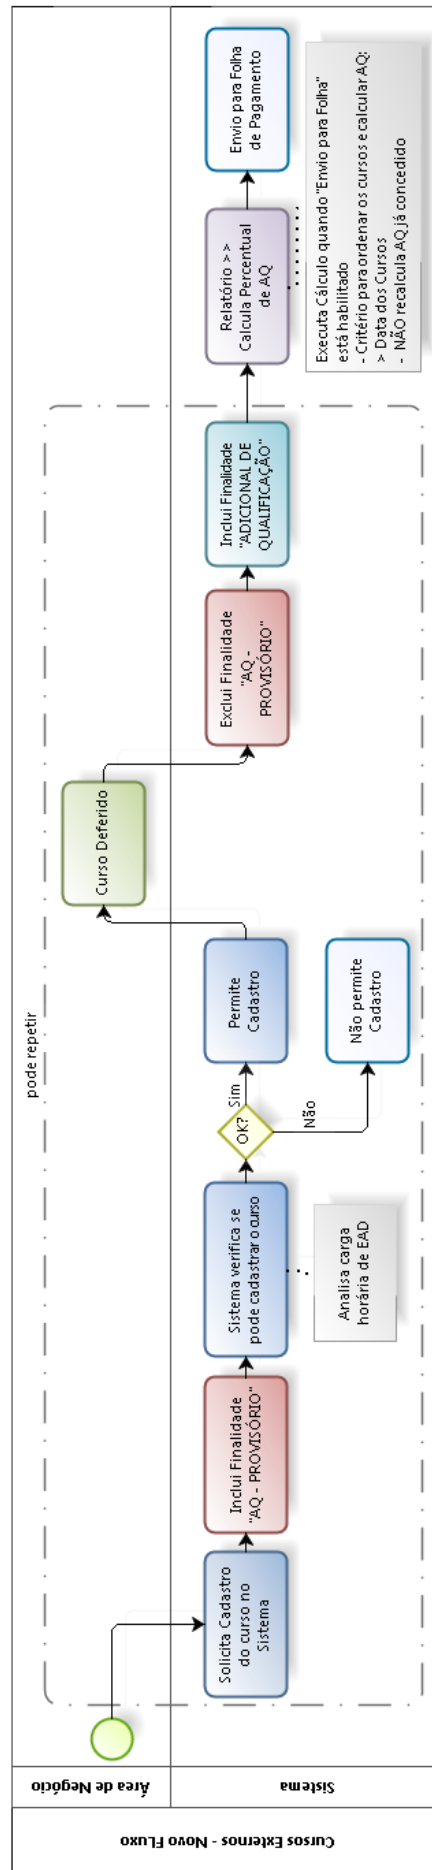 Cursos Externos - Novo FLuxo
Área de Negócio
Sistema
pode repetir
Solicita Cadastro
do curso no
Sistema
Inclui Finalidade
"AQ - PROVISÓRIO"
Sistema verifica se
pode cadastrar o curso
Analisa carga
horária de EAD
OK?
Sim
Não
Permite
Cadastro
Não permite
Cadastro
Curso Deferido
Exclui Finalidade
"AQ -
PROVISÓRIO"
Inclui Finalidade
"ADICIONAL DE
QUALIFICAÇÃO"
Relatório >>
Calcula Percentual
de AQ
Envio para Folha
de Pagamento
Executa Cálculo quando "Envio para Folha"
está habilitado
- Critério para ordenar os cursos e calcular AQ:
> Data dos Cursos
- NÃO recalcula AQ já concedido